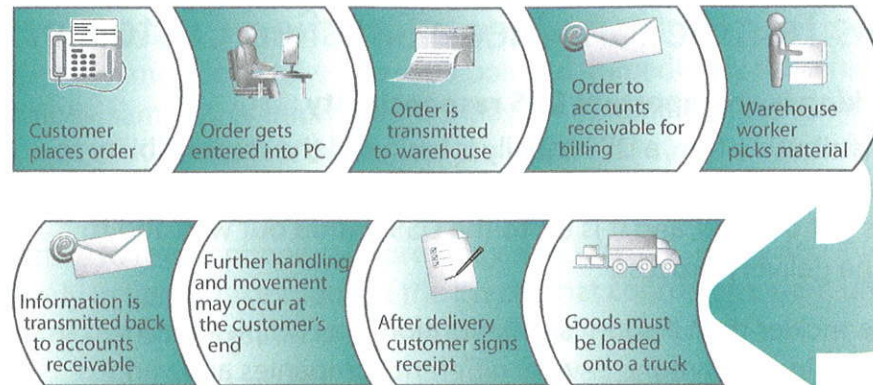 Customer
places order
Order gets
entered into PC
Order is
transmitted
to warehouse
Order to
accounts
receivable for
billing
Warehouse
worker
picks material
Goods must
be loaded
onto a truck
After delivery
customer signs
receipt
Further handling
and movement
may occur at
the customer's
end
Information is
transmitted back
to accounts
receivable